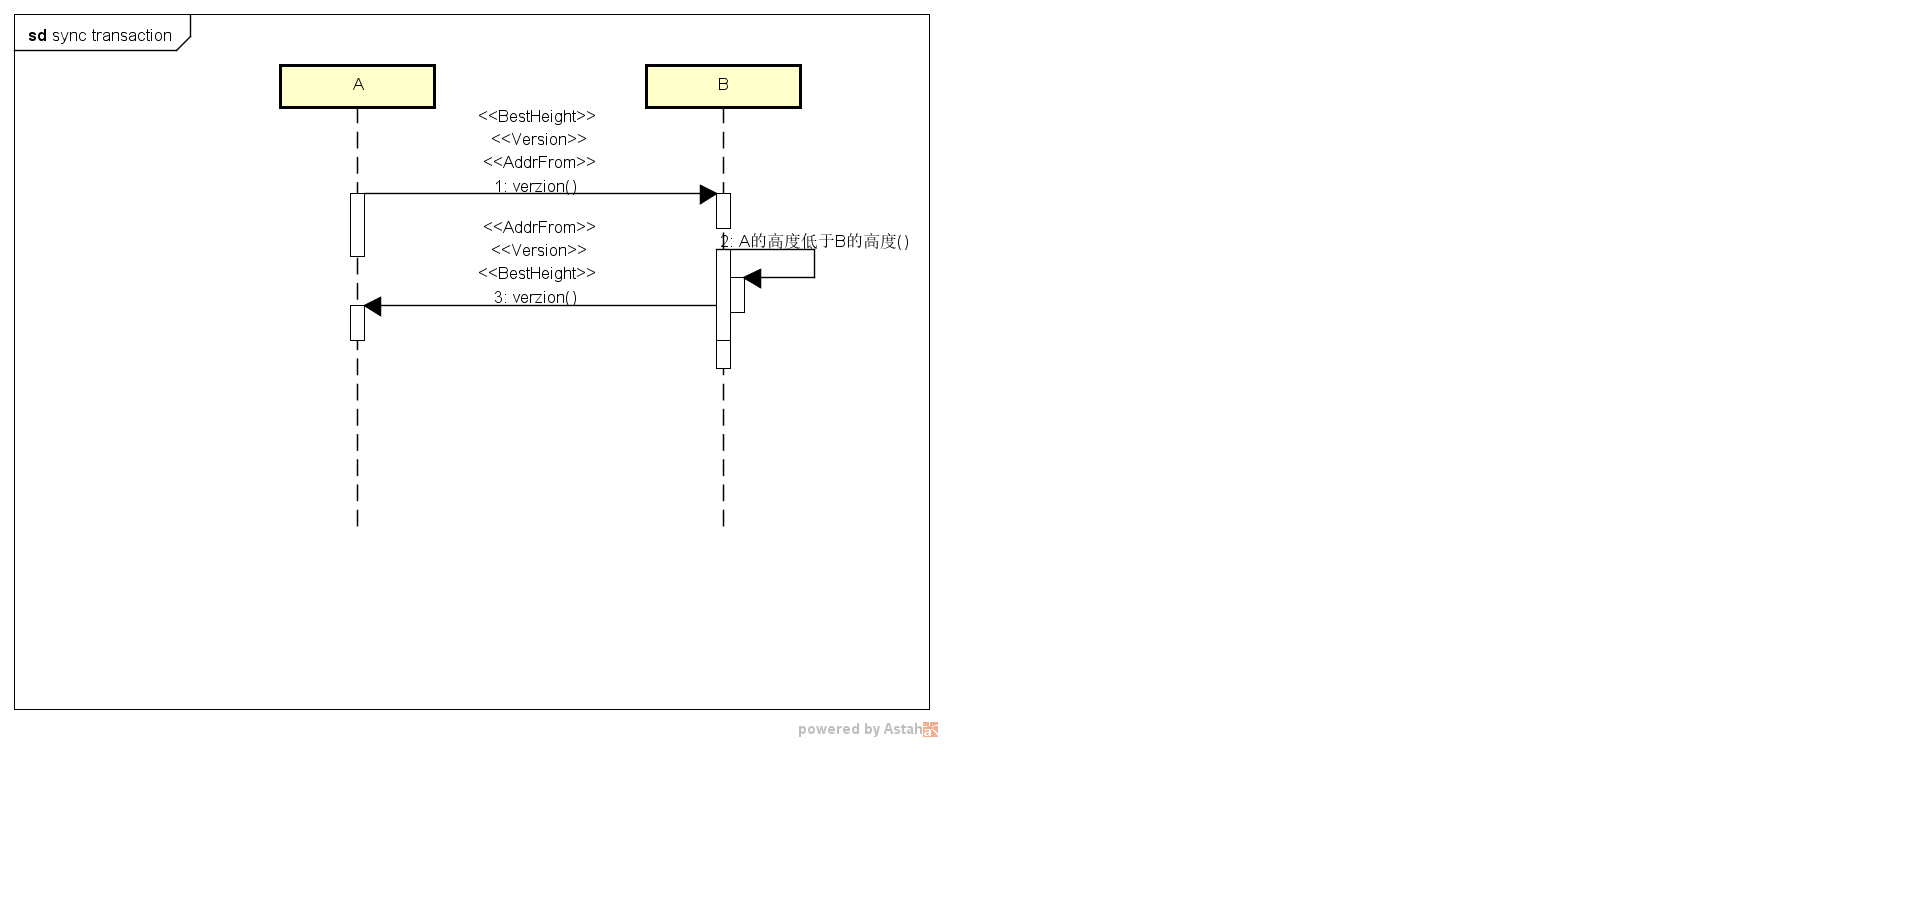 sd sync transaction
A
B
<<BestHeight>>
<<Version>>
<<AddrFrom>>
1: verzion()
<<AddrFrom>>
2: A的高度低于B的高度()
<<Version>>
<<BestHeight>>
3: verzion()
powered by Astah